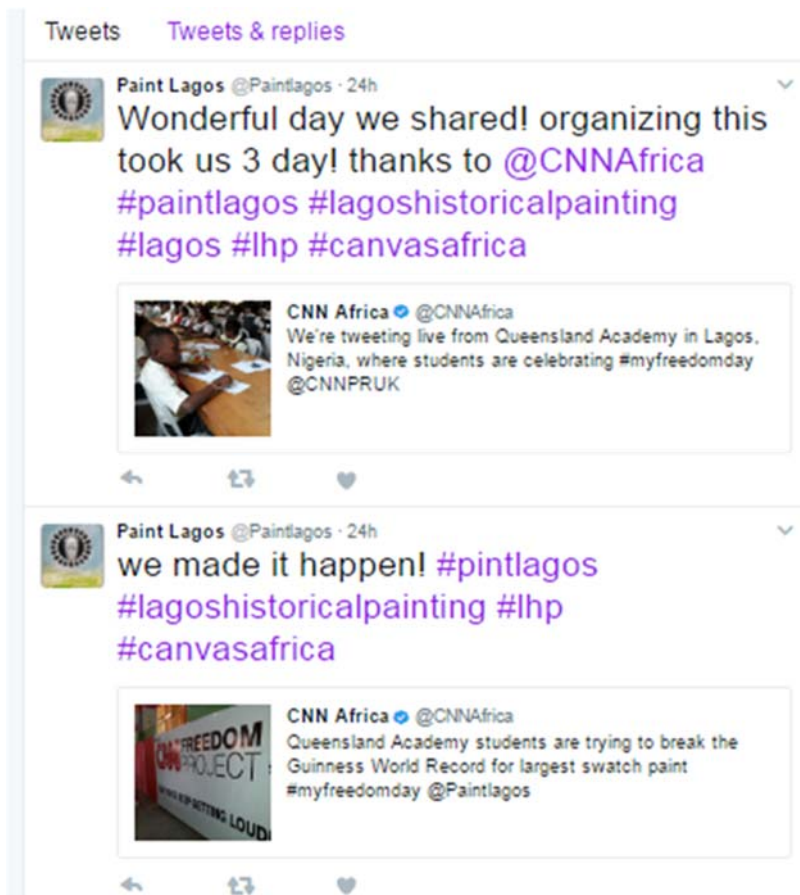 Tweets Tweets & replies
Paint Lagos @Paintlagos · 24h
Wonderful day we shared! organizing this
took us 3 day! thanks to @CNNAfrica
#paintlagos #lagoshistoricalpainting
#lagos #lhp #canvasafrica
CNN Africa @CNNAfrica
We're tweeting live from Queensland Academy in Lagos,
Nigeria, where students are celebrating #myfreedomday
@CNNPRUK
Paint Lagos @Paintlagos · 24h
we made it happen! #pintlagos
#lagoshistoricalpainting #lhp
#canvasafrica
CNN FREEDOM
PROJECT
GETTING LOUD
CNN Africa @CNNAfrica
Queensland Academy students are trying to break the
Guinness World Record for largest swatch paint
#myfreedomday @Paintlagos